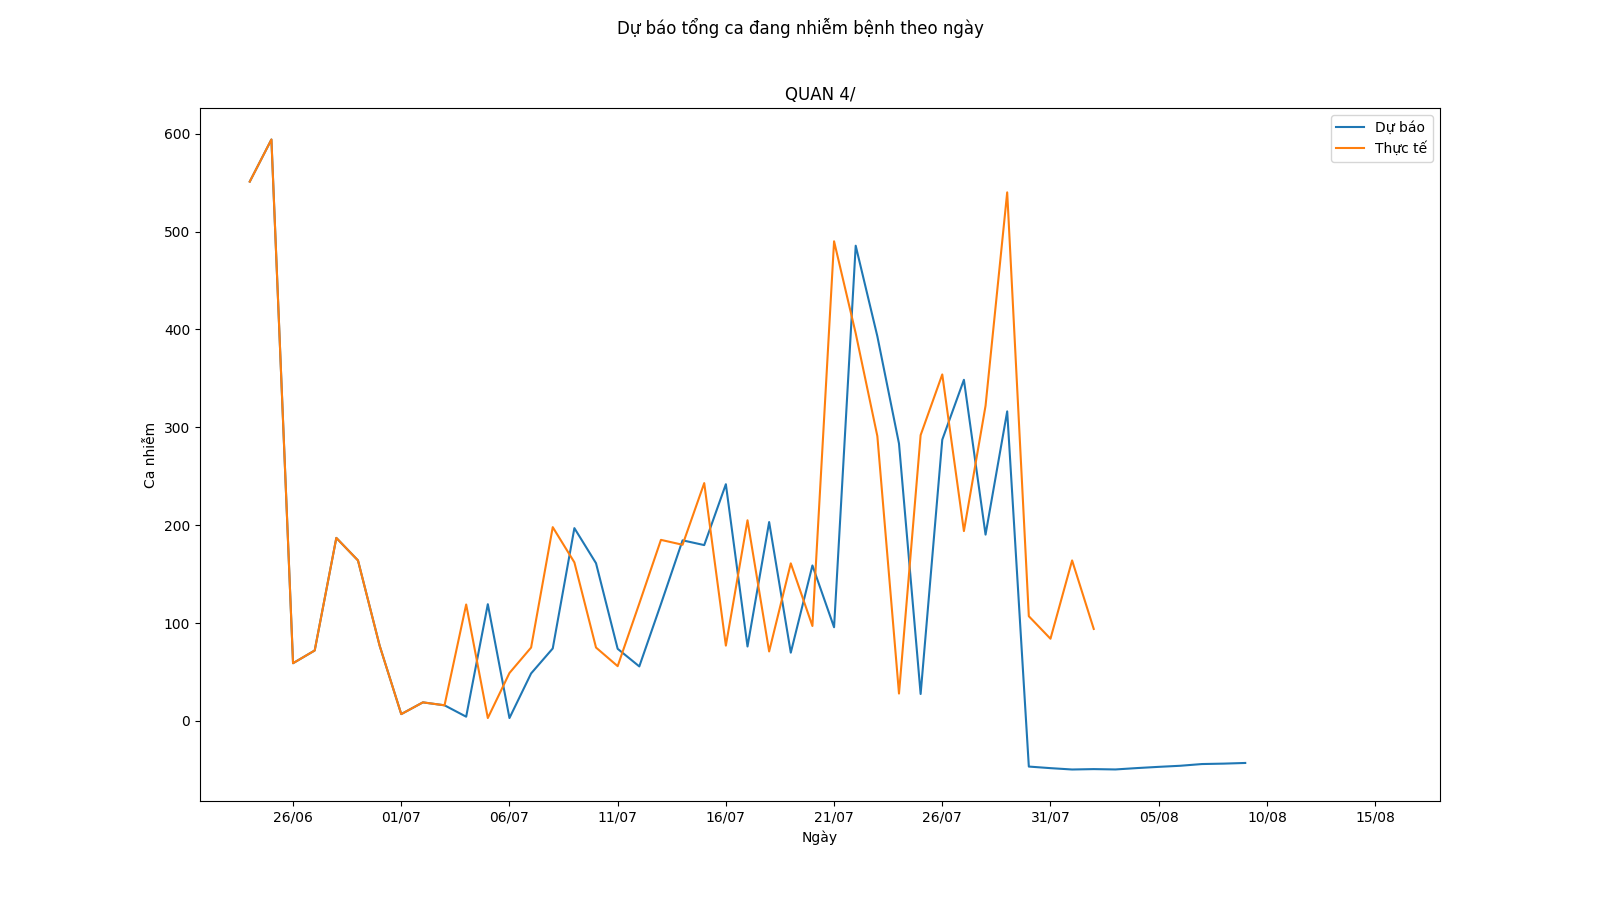 Dự báo tổng ca đang nhiễm bệnh theo ngày
QUAN 4/
Dự báo
Thực tế
600
500
400
300
200
100
0
Ca nhiễm
26/06 01/07 06/07 11/07 16/07 21/07 26/07 31/07 05/08 10/08 15/08
Ngày